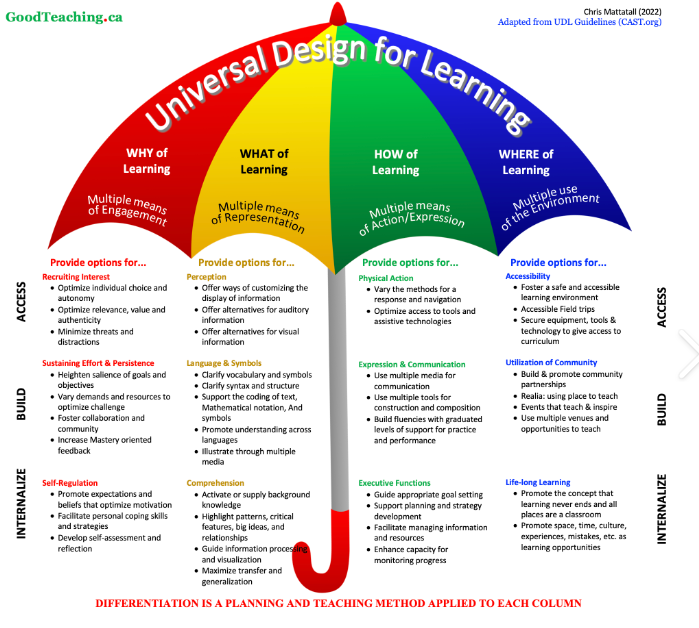 GoodTeaching.ca
Chris Mattatall (2022)
Adapted from UDL Guidelines (CAST.org)
Universal Design for Learning
WHY of
Learning
Multiple means
of Engagement
WHAT of
Learning
Multiple means
of Representation
HOW of
Learning
Multiple means
of Action/Expression
WHERE of
Learning
Multiple use
of the Environment
ACCESS
BUILD
INTERNALIZE
Provide options for...
Recruiting Interest
• Optimize individual choice and
autonomy
• Optimize relevance, value and
authenticity
• Minimize threats and
distractions
Sustaining Effort & Persistence
• Heighten salience of goals and
objectives
• Vary demands and resources to
optimize challenge
• Foster collaboration and
community
• Increase Mastery oriented
feedback
Self-Regulation
• Promote expectations and
beliefs that optimize motivation
• Facilitate personal coping skills
and strategies
• Develop self-assessment and
reflection
Provide options for...
Perception
• Offer ways of customizing the
display of information
• Offer alternatives for auditory
information
• Offer alternatives for visual
information
Language & Symbols
• Clarify vocabulary and symbols
• Clarify syntax and structure
• Support the coding of text,
Mathematical notation, And
symbols
• Promote understanding across
languages
• Illustrate through multiple
media
Comprehension
• Activate or supply background
knowledge
• Highlight patterns, critical
features, big ideas, and
relationships
• Guide information processing
and visualization
• Maximize transfer and
generalization
Provide options for...
Physical Action
• Vary the methods for a
response and navigation
• Optimize access to tools and
assistive technologies
Expression & Communication
• Use multiple media for
communication
• Use multiple tools for
construction and composition
• Build fluencies with graduated
levels of support for practice
and performance
Executive Functions
• Guide appropriate goal setting
• Support planning and strategy
development
• Facilitate managing information
and resources
• Enhance capacity for
monitoring progress
Provide options for...
Accessibility
• Foster a safe and accessible
learning environment
• Accessible Field trips
• Secure equipment, tools &
technology to give access to
curriculum
Utilization of Community
• Build & promote community
partnerships
• Realia: using place to teach
• Events that teach & inspire
• Use multiple venues and
opportunities to teach
Life-long Learning
• Promote the concept that
learning never ends and all
places are a classroom
• Promote space, time, culture,
experiences, mistakes, etc. as
learning opportunities
ACCESS
BUILD
INTERNALIZE
DIFFERENTIATION IS A PLANNING AND TEACHING METHOD APPLIED TO EACH COLUMN